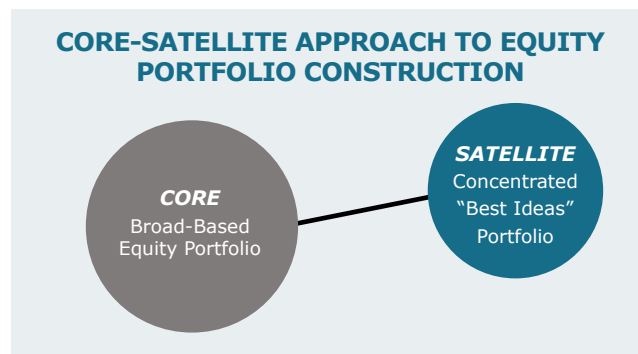 CORE-SATELLITE APPROACH TO EQUITY
PORTFOLIO CONSTRUCTION
CORE
Broad-Based
Equity Portfolio
SATELLITE
Concentrated
“Best Ideas”
Portfolio